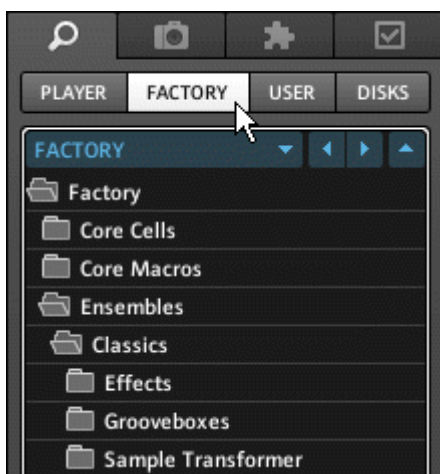 PLAYER FACTORY USER DISKS
FACTORY
Factory
Core Cells
Core Macros
Ensembles
Classics
Effects
Grooveboxes
Sample Transformer